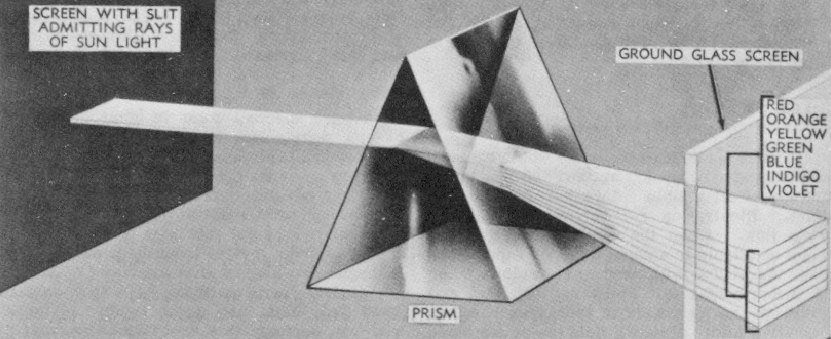 SCREEN WITH SLIT
ADMITTING RAYS
OF SUN LIGHT
GROUND GLASS SCREEN
RED
ORANGE
YELLOW
GREEN
BLUE
INDIGO
VIOLET
PRISM